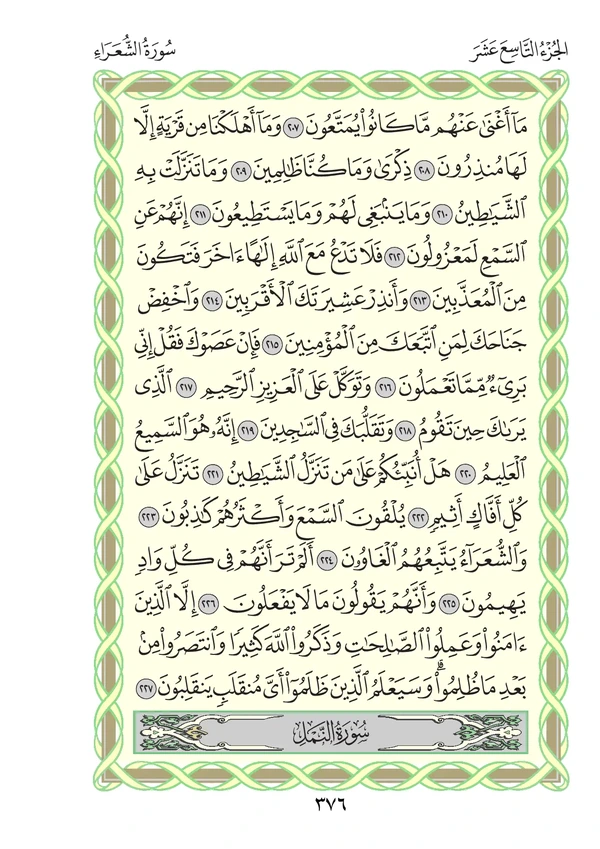 الجُزْءُ التَّاسِعَ عَشَرَ
سُورَةُ الشُّعَرَاءِ
مَآ أَغْنَىٰ عَنْهُم مَّا كَانُوا۟ يُمَتَّعُونَ ٢٠٧ وَمَآ أَهْلَكْنَا مِن قَرْيَةٍ إِلَّا
لَهَا مُنذِرُونَ ٢٠٨ ذِكْرَىٰ وَمَا كُنَّا ظَٰلِمِينَ ٢٠٩ وَمَا تَنَزَّلَتْ بِهِ
ٱلشَّيَٰطِينُ ٢١٠ وَمَا يَنۢبَغِى لَهُمْ وَمَا يَسْتَطِيعُونَ ٢١١ إِنَّهُمْ عَنِ
ٱلسَّمْعِ لَمَعْزُولُونَ ٢١٢ فَلَا تَدْعُ مَعَ ٱللَّهِ إِلَٰهًا ءَاخَرَ فَتَكُونَ
مِنَ ٱلْمُعَذَّبِينَ ٢١٣ وَأَنذِرْ عَشِيرَتَكَ ٱلْأَقْرَبِينَ ٢١٤ وَٱخْفِضْ
جَنَاحَكَ لِمَنِ ٱتَّبَعَكَ مِنَ ٱلْمُؤْمِنِينَ ٢١٥ فَإِنْ عَصَوْكَ فَقُلْ إِنِّى
بَرِىٓءٌ مِّمَّا تَعْمَلُونَ ٢١٦ وَتَوَكَّلْ عَلَى ٱلْعَزِيزِ ٱلرَّحِيمِ ٢١٧ ٱلَّذِى
يَرَىٰكَ حِينَ تَقُومُ ٢١٨ وَتَقَلُّبَكَ فِى ٱلسَّٰجِدِينَ ٢١٩ إِنَّهُۥ هُوَ ٱلسَّمِيعُ
ٱلْعَلِيمُ ٢٢٠ هَلْ أُنَبِّئُكُمْ عَلَىٰ مَن تَنَزَّلُ ٱلشَّيَٰطِينُ ٢٢١ تَنَزَّلُ عَلَىٰ
كُلِّ أَفَّاكٍ أَثِيمٍ ٢٢٢ يُلْقُونَ ٱلسَّمْعَ وَأَكْثَرُهُمْ كَٰذِبُونَ ٢٢٣
وَٱلشُّعَرَآءُ يَتَّبِعُهُمُ ٱلْغَاوُۥنَ ٢٢٤ أَلَمْ تَرَ أَنَّهُمْ فِى كُلِّ وَادٍ
يَهِيمُونَ ٢٢٥ وَأَنَّهُمْ يَقُولُونَ مَا لَا يَفْعَلُونَ ٢٢٦ إِلَّا ٱلَّذِينَ
ءَامَنُوا۟ وَعَمِلُوا۟ ٱلصَّٰلِحَٰتِ وَذَكَرُوا۟ ٱللَّهَ كَثِيرًا وَٱنتَصَرُوا۟ مِنۢ
بَعْدِ مَا ظُلِمُوا۟ ۗ وَسَيَعْلَمُ ٱلَّذِينَ ظَلَمُوٓا۟ أَىَّ مُنقَلَبٍ يَنقَلِبُونَ ٢٢٧
سُورَةُ النَّمْلِ
٣٧٦